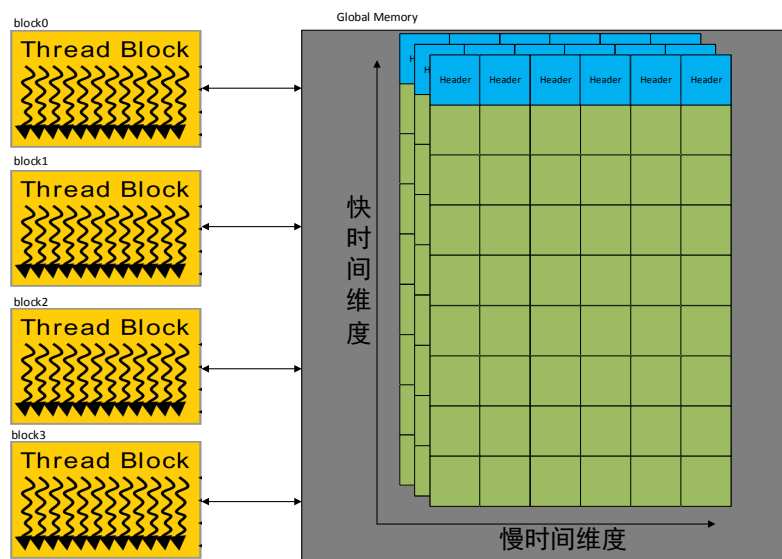 block0
Thread Block
block1
Thread Block
block2
Thread Block
block3
Thread Block
Global Memory
Header Header Header Header Header Header
快时间维度
慢时间维度